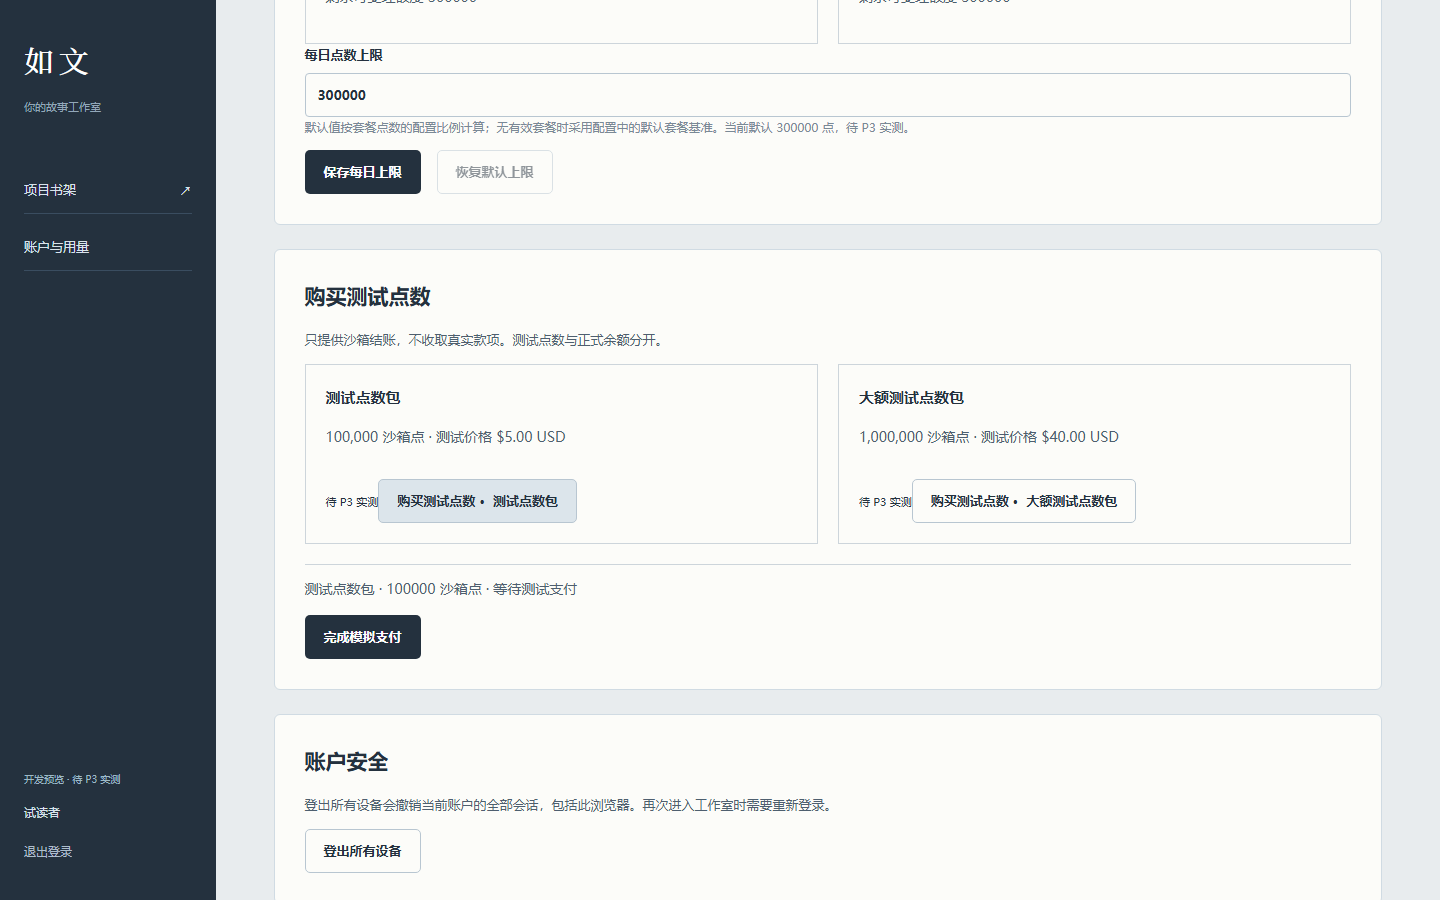 如文
你的故事工作室
项目书架 ↗
账户与用量
开发预览 · 待 P3 实测
试读者
退出登录
每日点数上限
300000
默认值按套餐点数的配置比例计算；无有效套餐时采用配置中的默认套餐基准。当前默认 300000 点，待 P3 实测。
保存每日上限
恢复默认上限
购买测试点数
只提供沙箱结账，不收取真实款项。测试点数与正式余额分开。
测试点数包
100,000 沙箱点 · 测试价格 $5.00 USD
待 P3 实测
购买测试点数 · 测试点数包
大额测试点数包
1,000,000 沙箱点 · 测试价格 $40.00 USD
待 P3 实测
购买测试点数 · 大额测试点数包
测试点数包 · 100000 沙箱点 · 等待测试支付
完成模拟支付
账户安全
登出所有设备会撤销当前账户的全部会话，包括此浏览器。再次进入工作室时需要重新登录。
登出所有设备